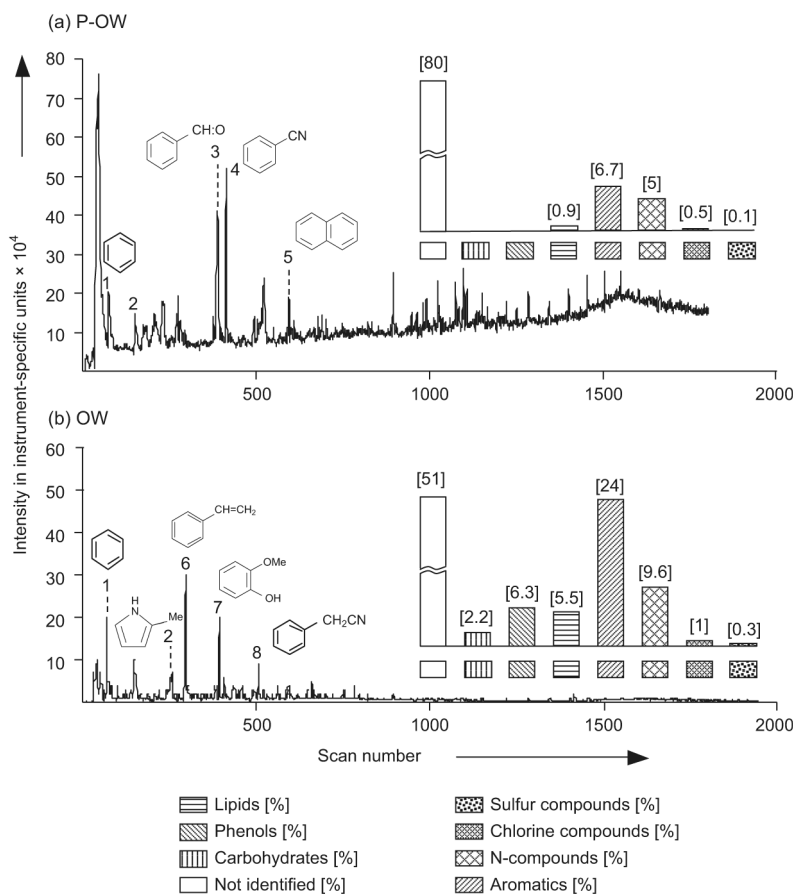 (a) P-OW
Intensity in instrument-specific units × 10⁴
80
70
60
50
40
30
20
10
500
1000
1500
2000
1
2
3
4
5
CH:O
CN
[80]
[0.9]
[6.7]
[5]
[0.5]
[0.1]
(b) OW
60
50
40
30
20
10
500
1000
1500
2000
1
2
6
7
8
H
N
Me
CH=CH₂
OMe
OH
CH₂CN
[51]
[2.2]
[6.3]
[5.5]
[24]
[9.6]
[1]
[0.3]
Scan number
Lipids [%]
Phenols [%]
Carbohydrates [%]
Not identified [%]
Sulfur compounds [%]
Chlorine compounds [%]
N-compounds [%]
Aromatics [%]